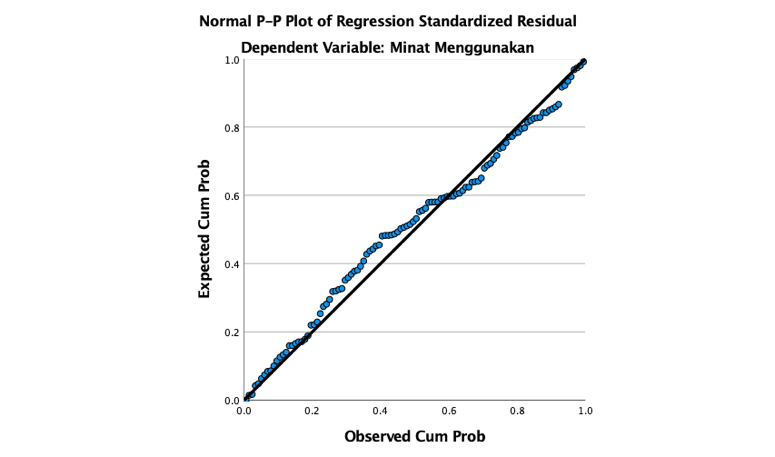 Normal P-P Plot of Regression Standardized Residual
Dependent Variable: Minat Menggunakan
Expected Cum Prob
1.0
0.8
0.6
0.4
0.2
0.0
0.0 0.2 0.4 0.6 0.8 1.0
Observed Cum Prob